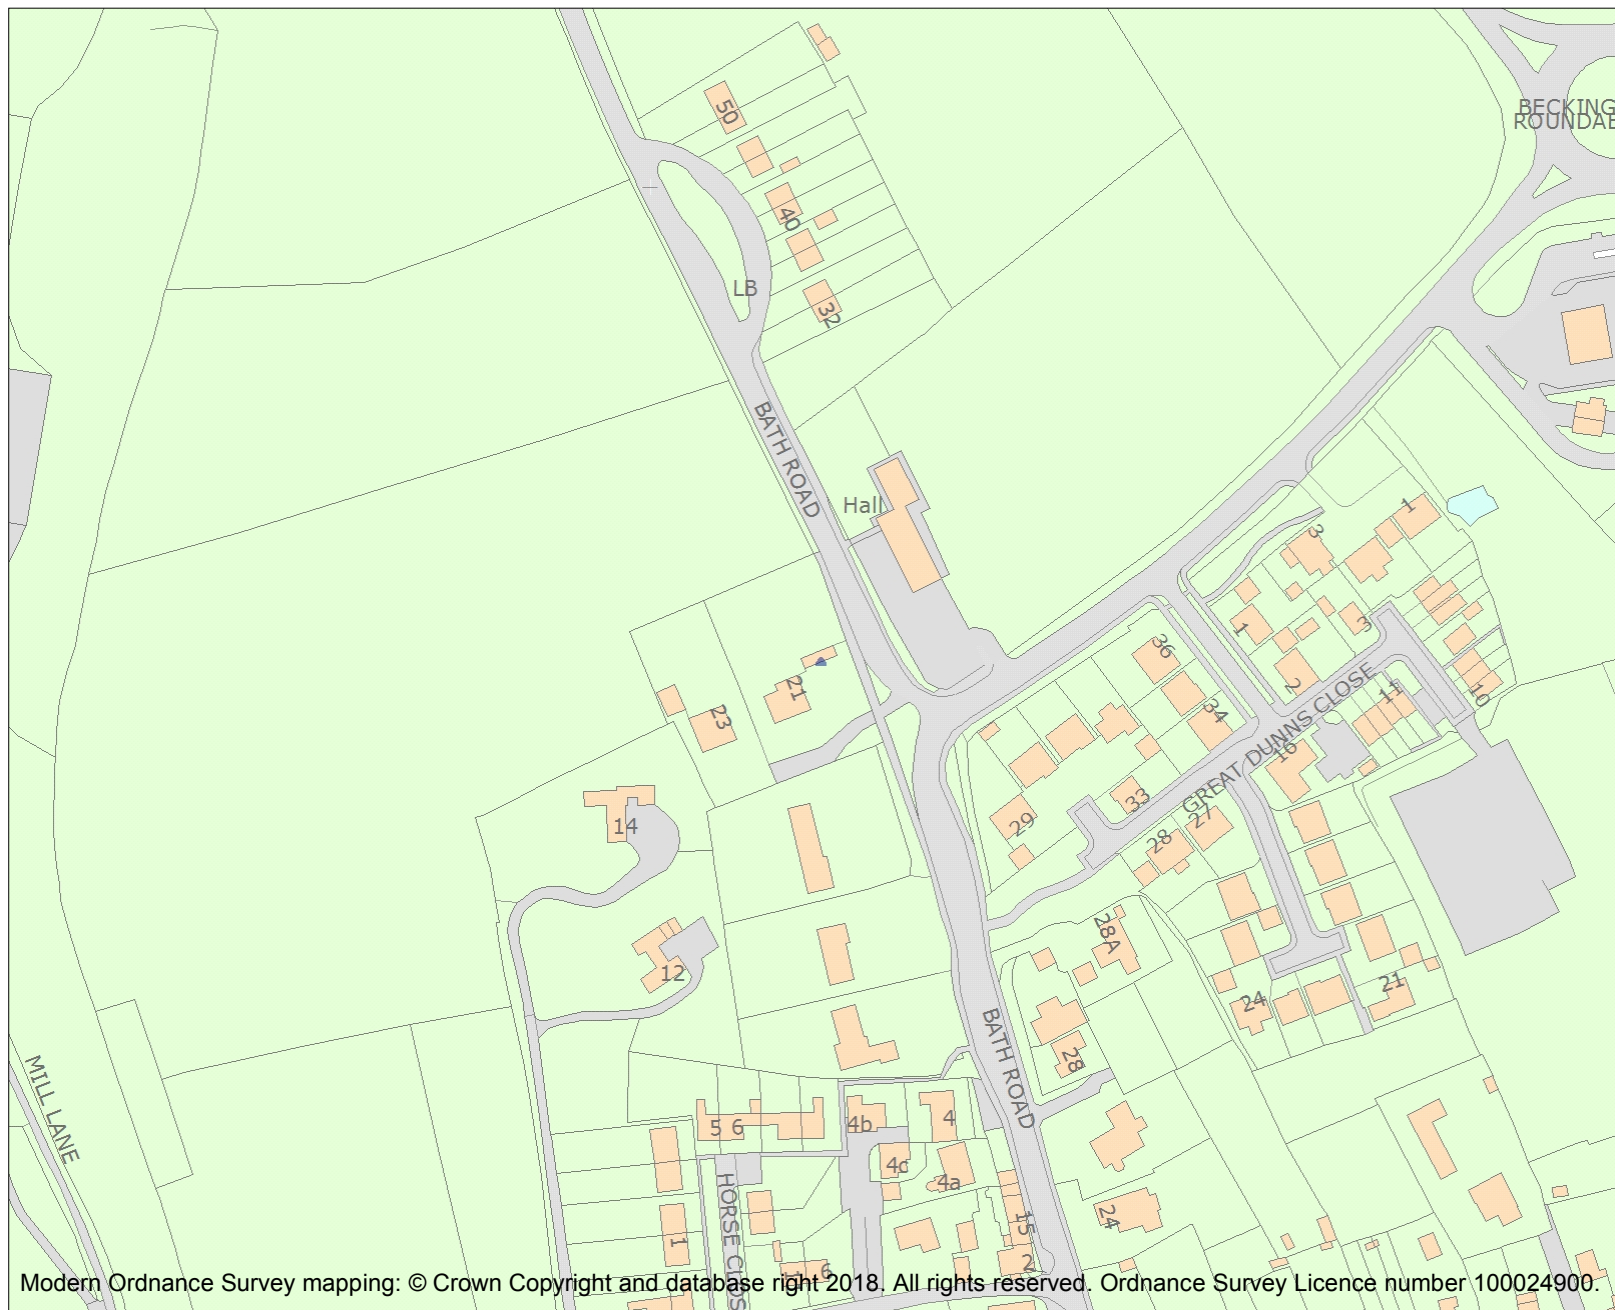 50
BECKING
ROUNDAB
40
LB
32
BATH ROAD
Hall
1
3
1
3
36
2
21
23
34
11
10
GREAT DUNNS CLOSE
16
33
27
29
28
14
28A
12
21
24
BATH ROAD
28
MILL LANE
5 6
4b
4
4c
4a
HORSE CLOS
15
24
1
2
6
Modern Ordnance Survey mapping: © Crown Copyright and database right 2018. All rights reserved. Ordnance Survey Licence number 100024900.